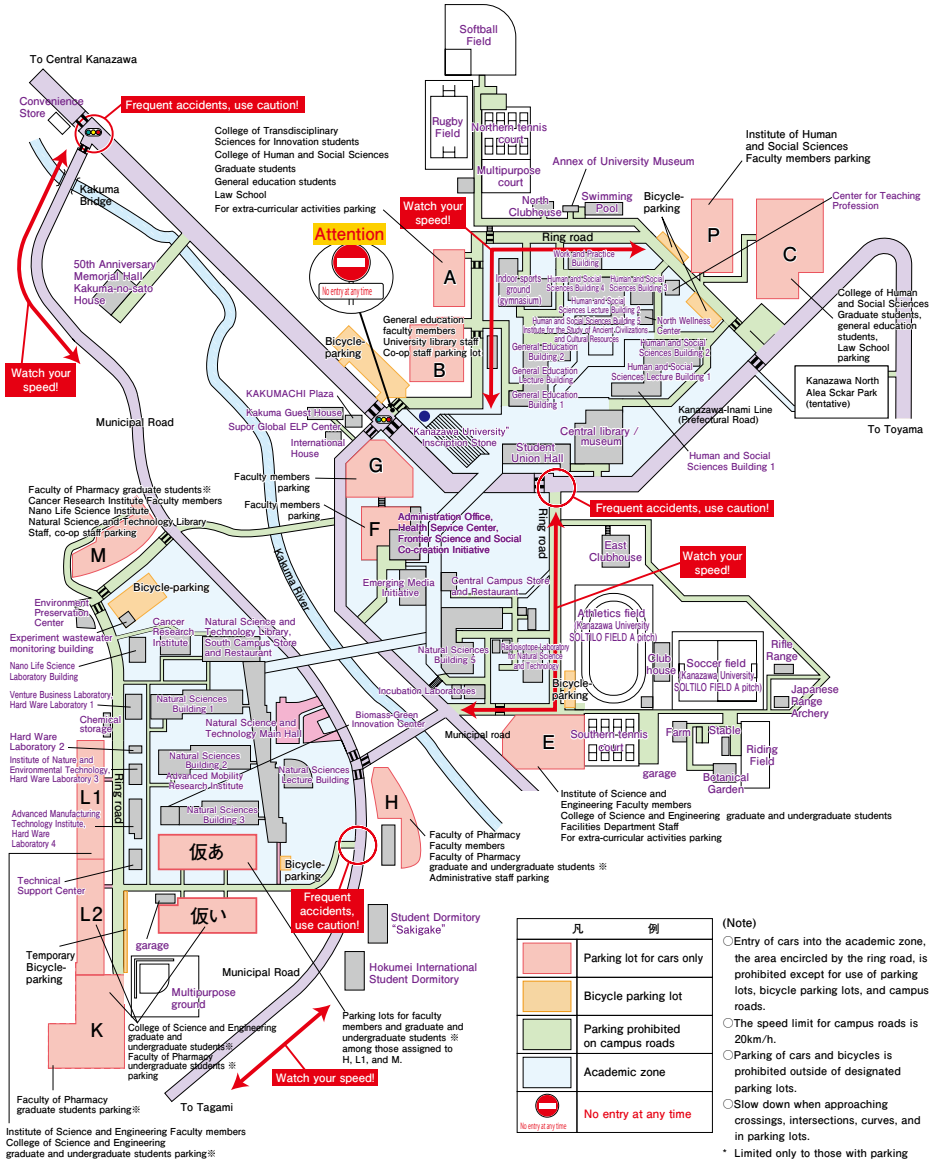 Softball
Field
To Central Kanazawa
Convenience
Store
Frequent accidents, use caution!
Rugby
Field
Northern tennis
court
Multipurpose
court
College of Transdisciplinary
Sciences for Innovation students
College of Human and Social Sciences
Graduate students
General education students
Law School
For extra-curricular activities parking
Institute of Human
and Social Sciences
Faculty members parking
Annex of University Museum
North
Clubhouse
Swimming
Pool
Bicycle-
parking
Center for Teaching
Profession
Kakuma
Bridge
Watch your
speed!
Attention
No entry at any time
Ring road
A
P
C
Work and Practice
Building
Indoor sports
ground
(gymnasium)
Human and Social
Sciences Building 4
Human and Social
Sciences Building 3
Human and Social
Sciences Lecture Building 2
Human and Social Sciences Building 5
Institute for the Study of Ancient Civilizations
and Cultural Resources
North Wellness
Center
50th Anniversary
Memorial Hall
Kakuma-no-sato
House
General education
faculty members
University library staff
Co-op staff parking lot
B
Bicycle-
parking
General Education
Building 2
General Education
Lecture Building
General Education
Building 1
Human and Social
Sciences Building 2
Human and Social
Sciences Lecture Building 1
College of Human
and Social Sciences
Graduate students,
general education
students,
Law School
parking
Watch your
speed!
Municipal Road
KAKUMACHI Plaza
Kakuma Guest House
Supor Global ELP Center
International
House
"Kanazawa University"
Inscription Stone
Central library /
museum
Student
Union Hall
Kanazawa-Inami Line
(Prefectural Road)
Kanazawa North
Alea Sckar Park
(tentative)
To Toyama
Human and Social
Sciences Building 1
G
Faculty members
parking
Faculty members
parking
F
Frequent accidents, use caution!
Faculty of Pharmacy graduate students※
Cancer Research Institute Faculty members
Nano Life Science Institute
Natural Science and Technology Library
Staff, co-op staff parking
M
Administration Office,
Health Service Center,
Frontier Science and Social
Co-creation Initiative
Ring road
East
Clubhouse
Watch your
speed!
Kakuma River
Emerging Media
Initiative
Central Campus Store
and Restaurant
Bicycle-parking
Environment
Preservation
Center
Experiment wastewater
monitoring building
Cancer
Research
Institute
Natural Science and
Technology Library,
South Campus Store
and Restaurant
Athletics field
(Kanazawa University
SOLTILO FIELD A pitch)
Natural Sciences
Building 5
Radioisotope Laboratory
for Natural Science
and Technology
Club
house
Soccer field
(Kanazawa University
SOLTILO FIELD A pitch)
Rifle
Range
Japanese
Range
Archery
Nano Life Science
Laboratory Building
Venture Business Laboratory,
Hard Ware Laboratory 1
Chemical
storage
Natural Sciences
Building 1
Incubation Laboratories
Bicycle-
parking
Natural Science and
Technology Main Hall
Biomass-Green
Innovation Center
Municipal road
E
Southern tennis
court
Farm
Stable
Riding
Field
garage
Botanical
Garden
Hard Ware
Laboratory 2
Institute of Nature and
Environmental Technology,
Hard Ware Laboratory 3
Natural Sciences
Building 2
Advanced Mobility
Research Institute
Natural Sciences
Lecture Building
Institute of Science and
Engineering Faculty members
College of Science and Engineering graduate and undergraduate students
Facilities Department Staff
For extra-curricular activities parking
L1
Ring road
Advanced Manufacturing
Technology Institute,
Hard Ware
Laboratory 4
Natural Sciences
Building 3
H
Faculty of Pharmacy
Faculty members
Faculty of Pharmacy
graduate and undergraduate students ※
Administrative staff parking
仮あ
Bicycle-
parking
Technical
Support Center
Frequent
accidents,
use caution!
L2
仮い
garage
Student Dormitory
"Sakigake"
Temporary
Bicycle-
parking
Municipal Road
Hokumei International
Student Dormitory
Multipurpose
ground
K
College of Science and Engineering
graduate and
undergraduate students※
Faculty of Pharmacy
undergraduate students ※
parking
Parking lots for faculty
members and graduate and
undergraduate students ※
among those assigned to
H, L1, and M.
Watch your speed!
To Tagami
Faculty of Pharmacy
graduate students parking※
Institute of Science and Engineering Faculty members
College of Science and Engineering
graduate and undergraduate students parking※
凡 例
Parking lot for cars only
Bicycle parking lot
Parking prohibited
on campus roads
Academic zone
No entry at any time
No entry at any time
(Note)
○Entry of cars into the academic zone,
the area encircled by the ring road, is
prohibited except for use of parking
lots, bicycle parking lots, and campus
roads.
○The speed limit for campus roads is
20km/h.
○Parking of cars and bicycles is
prohibited outside of designated
parking lots.
○Slow down when approaching
crossings, intersections, curves, and
in parking lots.
* Limited only to those with parking